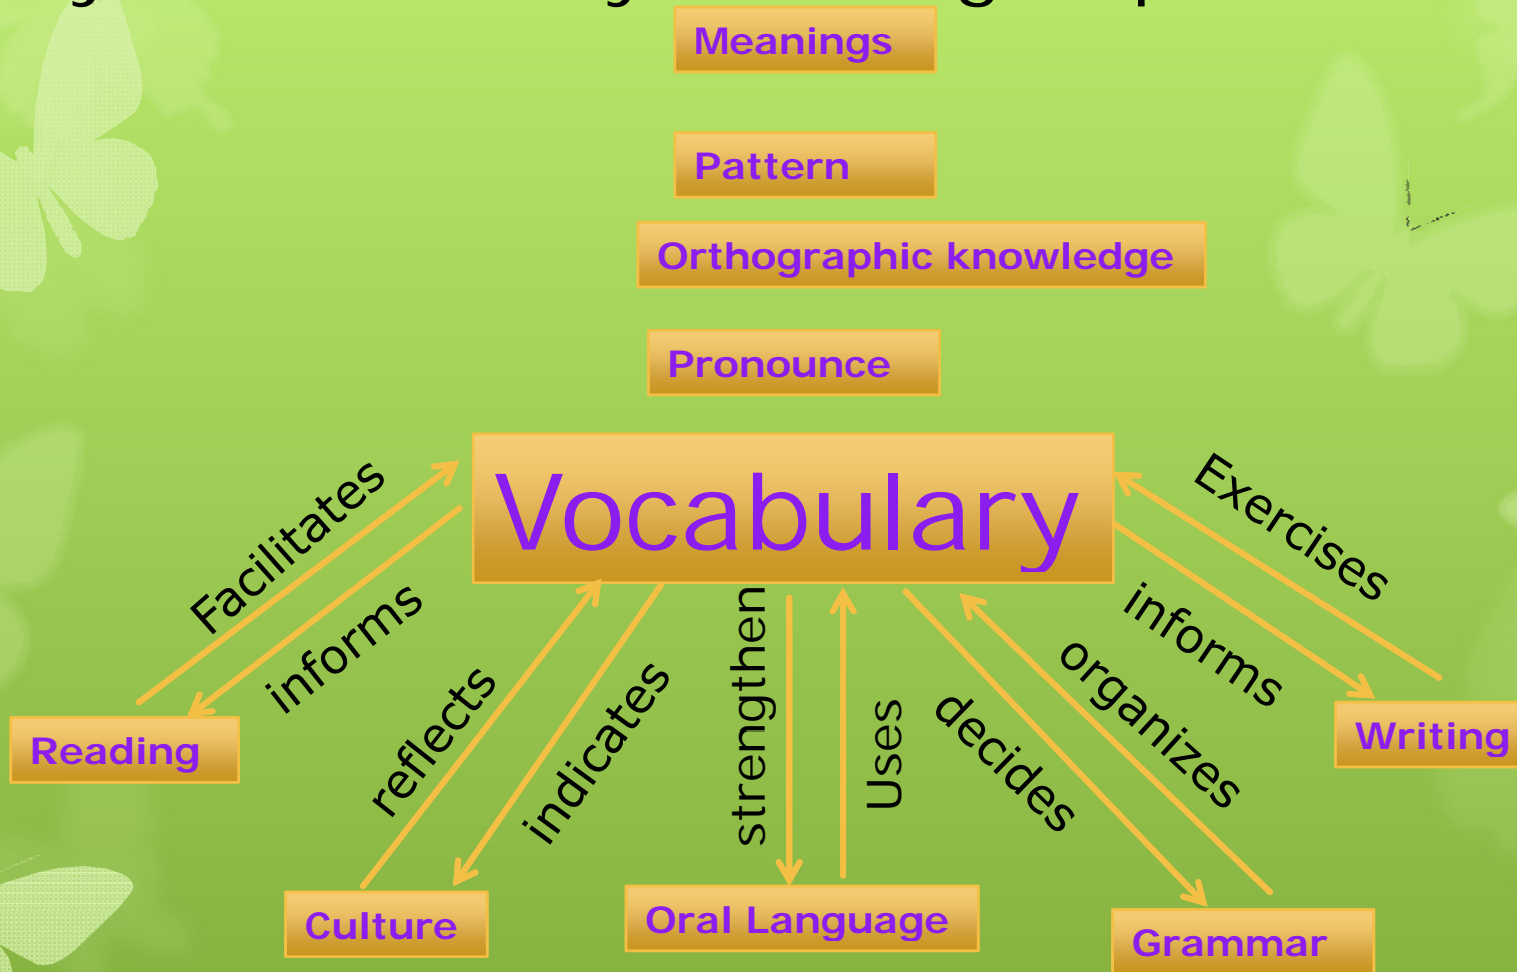 Meanings
Pattern
Orthographic knowledge
Pronounce
Vocabulary
Facilitates
informs
reflects
indicates
strengthen
Uses
decides
organizes
informs
Exercises
Reading
Writing
Culture
Oral Language
Grammar